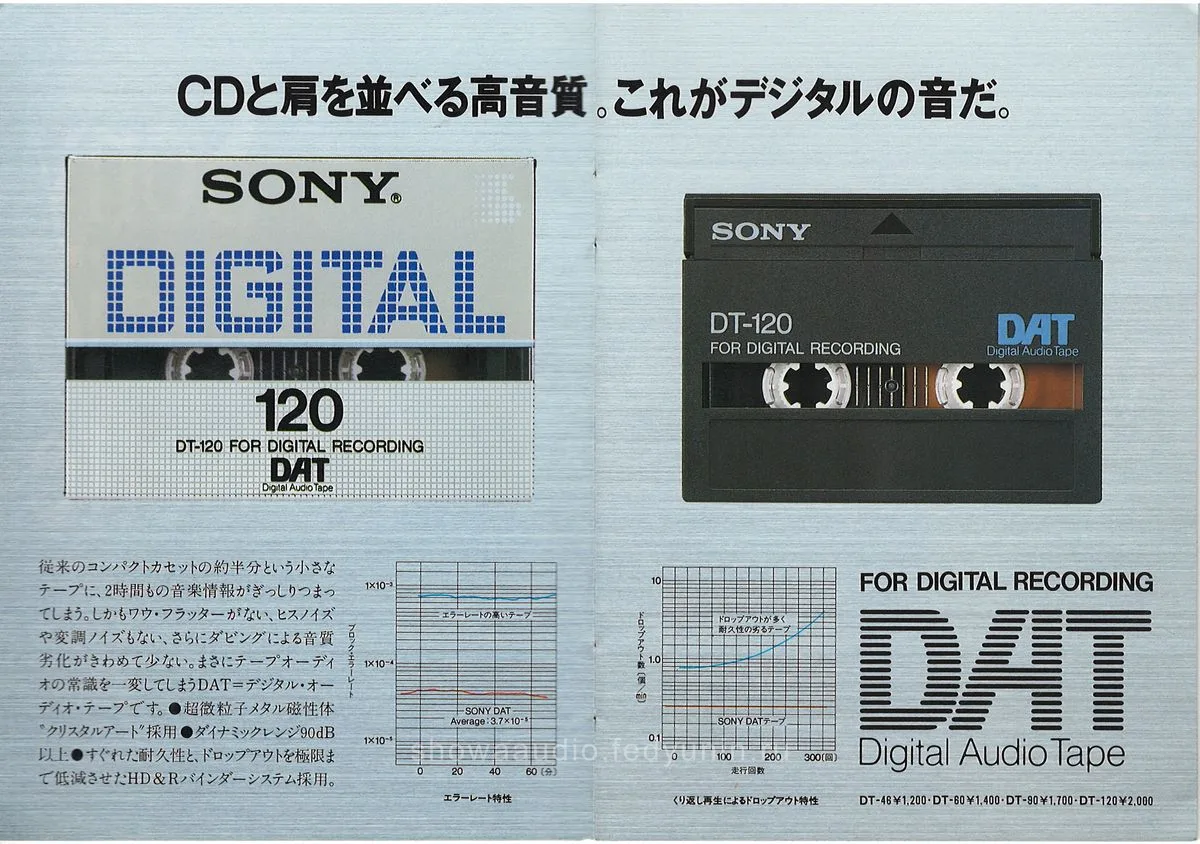 CDと肩を並べる高音質。これがデジタルの音だ。
SONY®
DIGITAL
120
DT-120 FOR DIGITAL RECORDING
DAT
Digital Audio Tape
SONY
DT-120
FOR DIGITAL RECORDING
DAT
Digital Audio Tape
従来のコンパクトカセットの約半分という小さな
テープに、2時間もの音楽情報がぎっしりつまっ
てしまう。しかもワウ・フラッターがない、ヒスノイズ
や変調ノイズもない、さらにダビングによる音質
劣化がきわめて少ない。まさにテープオーディ
オの常識を一変してしまうDAT=デジタル・オー
ディオ・テープです。●超微粒子メタル磁性体
“クリスタルアート”採用●ダイナミックレンジ90dB
以上●すぐれた耐久性と、ドロップアウトを極限ま
で低減させたHD&Rバインダーシステム採用。
ブロック・エラーレート
1×10⁻³
1×10⁻⁴
1×10⁻⁵
エラーレートの高いテープ
SONY DAT
Average:3.7×10⁻⁵
0 20 40 60(分)
エラーレート特性
ドロップアウト数(個/min)
10
1.0
0.1
ドロップアウトが多く
耐久性の劣るテープ
SONY DATテープ
0 100 200 300(回)
走行回数
くり返し再生によるドロップアウト特性
FOR DIGITAL RECORDING
DAT
Digital Audio Tape
DT-46¥1,200·DT-60¥1,400·DT-90¥1,700·DT-120¥2,000